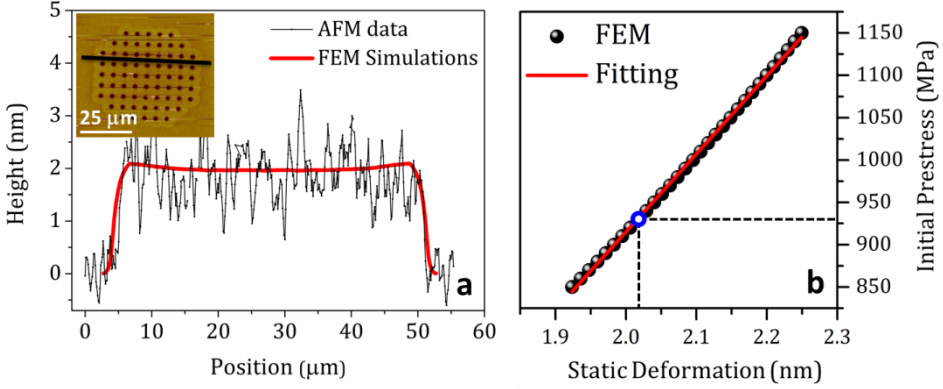 5
4
3
2
1
0
Height (nm)
25 μm
AFM data
FEM Simulations
a
0 10 20 30 40 50 60
Position (μm)
FEM
Fitting
b
1150
1100
1050
1000
950
900
850
Initial Prestress (MPa)
1.9 2.0 2.1 2.2 2.3
Static Deformation (nm)